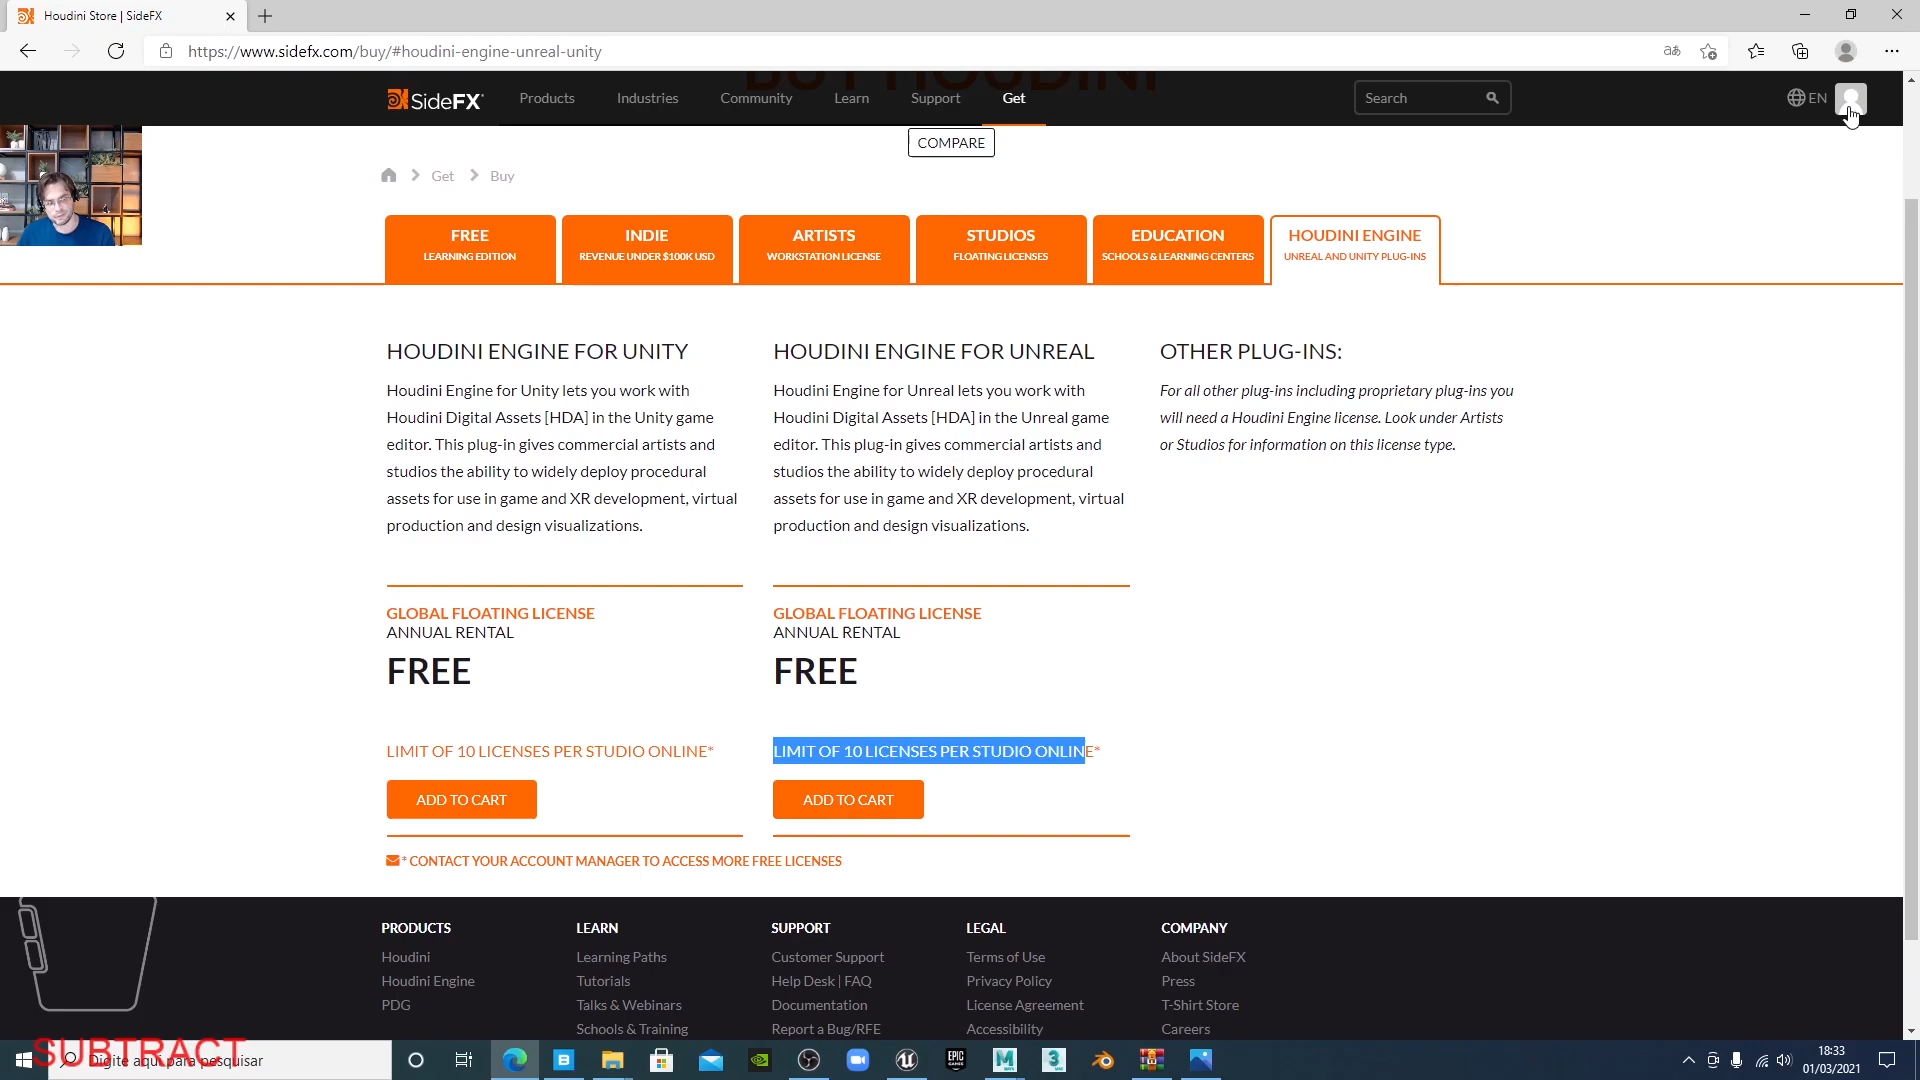 Houdini Store | SideFX
https://www.sidefx.com/buy/#houdini-engine-unreal-unity
aあ
BUY HOUDINI
SideFX
Products
Industries
Community
Learn
Support
Get
Search
EN
COMPARE
Get
Buy
FREE
LEARNING EDITION
INDIE
REVENUE UNDER $100K USD
ARTISTS
WORKSTATION LICENSE
STUDIOS
FLOATING LICENSES
EDUCATION
SCHOOLS & LEARNING CENTERS
HOUDINI ENGINE
UNREAL AND UNITY PLUG-INS
HOUDINI ENGINE FOR UNITY
Houdini Engine for Unity lets you work with
Houdini Digital Assets [HDA] in the Unity game
editor. This plug-in gives commercial artists and
studios the ability to widely deploy procedural
assets for use in game and XR development, virtual
production and design visualizations.
GLOBAL FLOATING LICENSE
ANNUAL RENTAL
FREE
LIMIT OF 10 LICENSES PER STUDIO ONLINE*
ADD TO CART
HOUDINI ENGINE FOR UNREAL
Houdini Engine for Unreal lets you work with
Houdini Digital Assets [HDA] in the Unreal game
editor. This plug-in gives commercial artists and
studios the ability to widely deploy procedural
assets for use in game and XR development, virtual
production and design visualizations.
GLOBAL FLOATING LICENSE
ANNUAL RENTAL
FREE
LIMIT OF 10 LICENSES PER STUDIO ONLINE*
ADD TO CART
OTHER PLUG-INS:
For all other plug-ins including proprietary plug-ins you
will need a Houdini Engine license. Look under Artists
or Studios for information on this license type.
* CONTACT YOUR ACCOUNT MANAGER TO ACCESS MORE FREE LICENSES
PRODUCTS
Houdini
Houdini Engine
PDG
LEARN
Learning Paths
Tutorials
Talks & Webinars
Schools & Training
SUPPORT
Customer Support
Help Desk | FAQ
Documentation
Report a Bug/RFE
LEGAL
Terms of Use
Privacy Policy
License Agreement
Accessibility
COMPANY
About SideFX
Press
T-Shirt Store
Careers
SUBTRACT
Digite aqui para pesquisar
EPIC
GAMES
18:33
01/03/2021